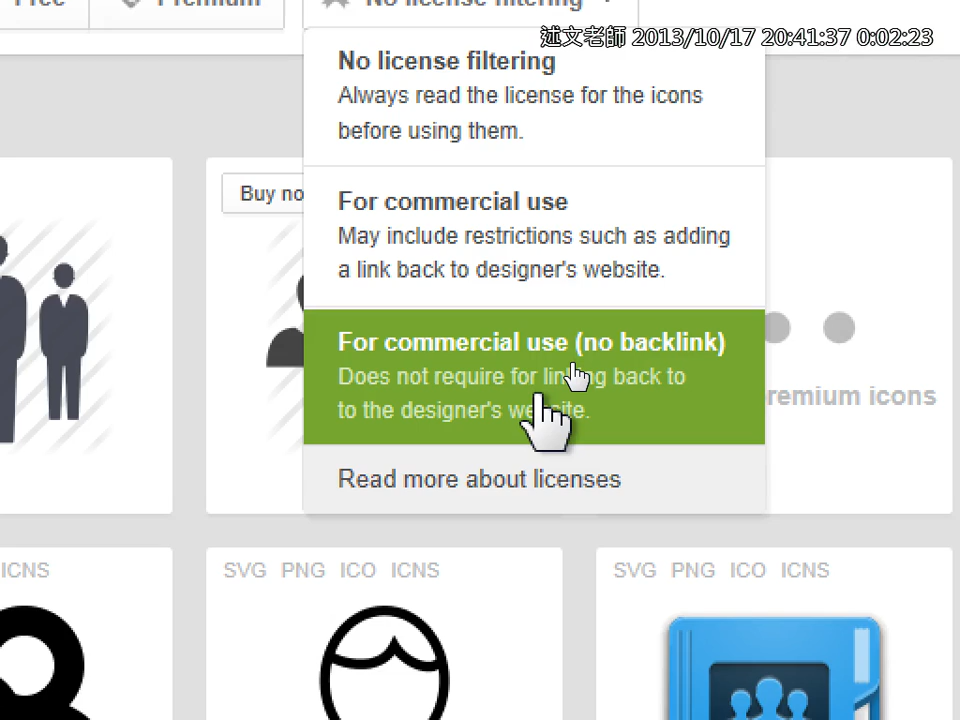 Free
Premium
No license filtering
述文老師 2013/10/17 20:41:37 0:02:23
No license filtering
Always read the license for the icons
before using them.
Buy no
For commercial use
May include restrictions such as adding
a link back to designer's website.
For commercial use (no backlink)
Does not require for linking back to
to the designer's website.
remium icons
Read more about licenses
ICNS
SVG PNG ICO ICNS
SVG PNG ICO ICNS